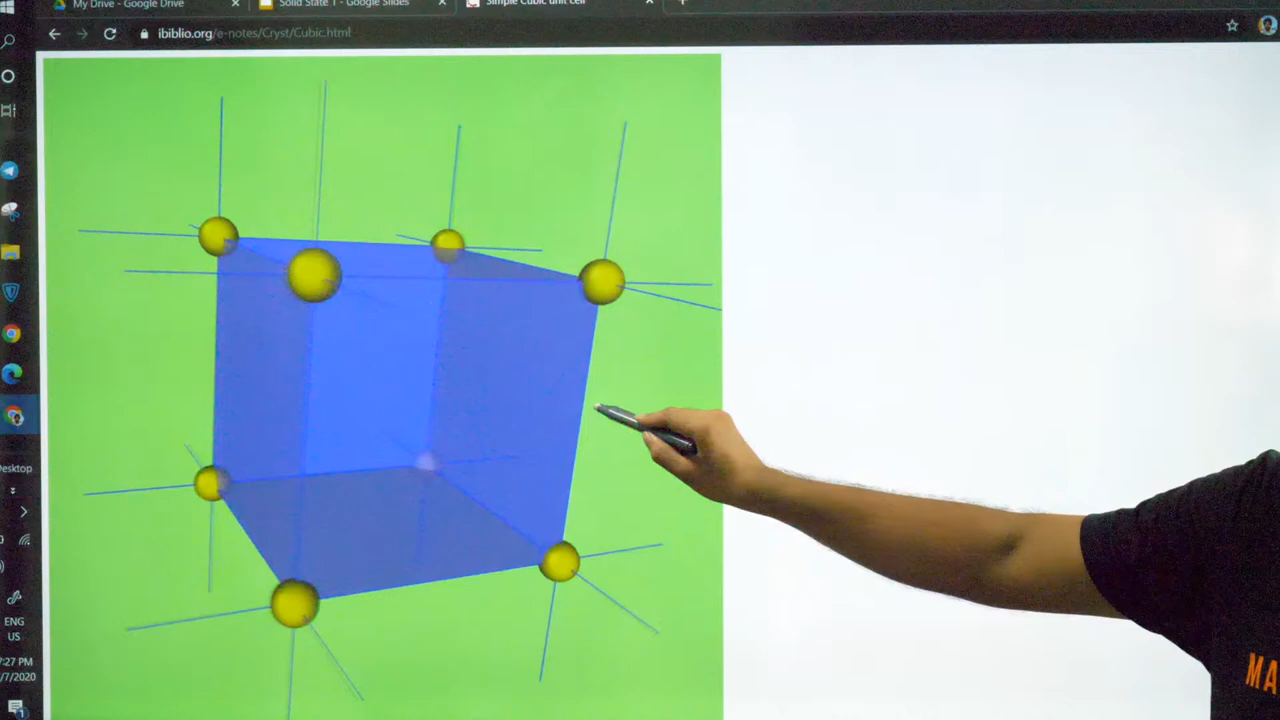 My Drive - Google Drive
Solid State 1 - Google Slides
Simple Cubic unit cell
ibiblio.org/e-notes/Cryst/Cubic.html
Desktop
ENG
US
7:27 PM
/7/2020
MA